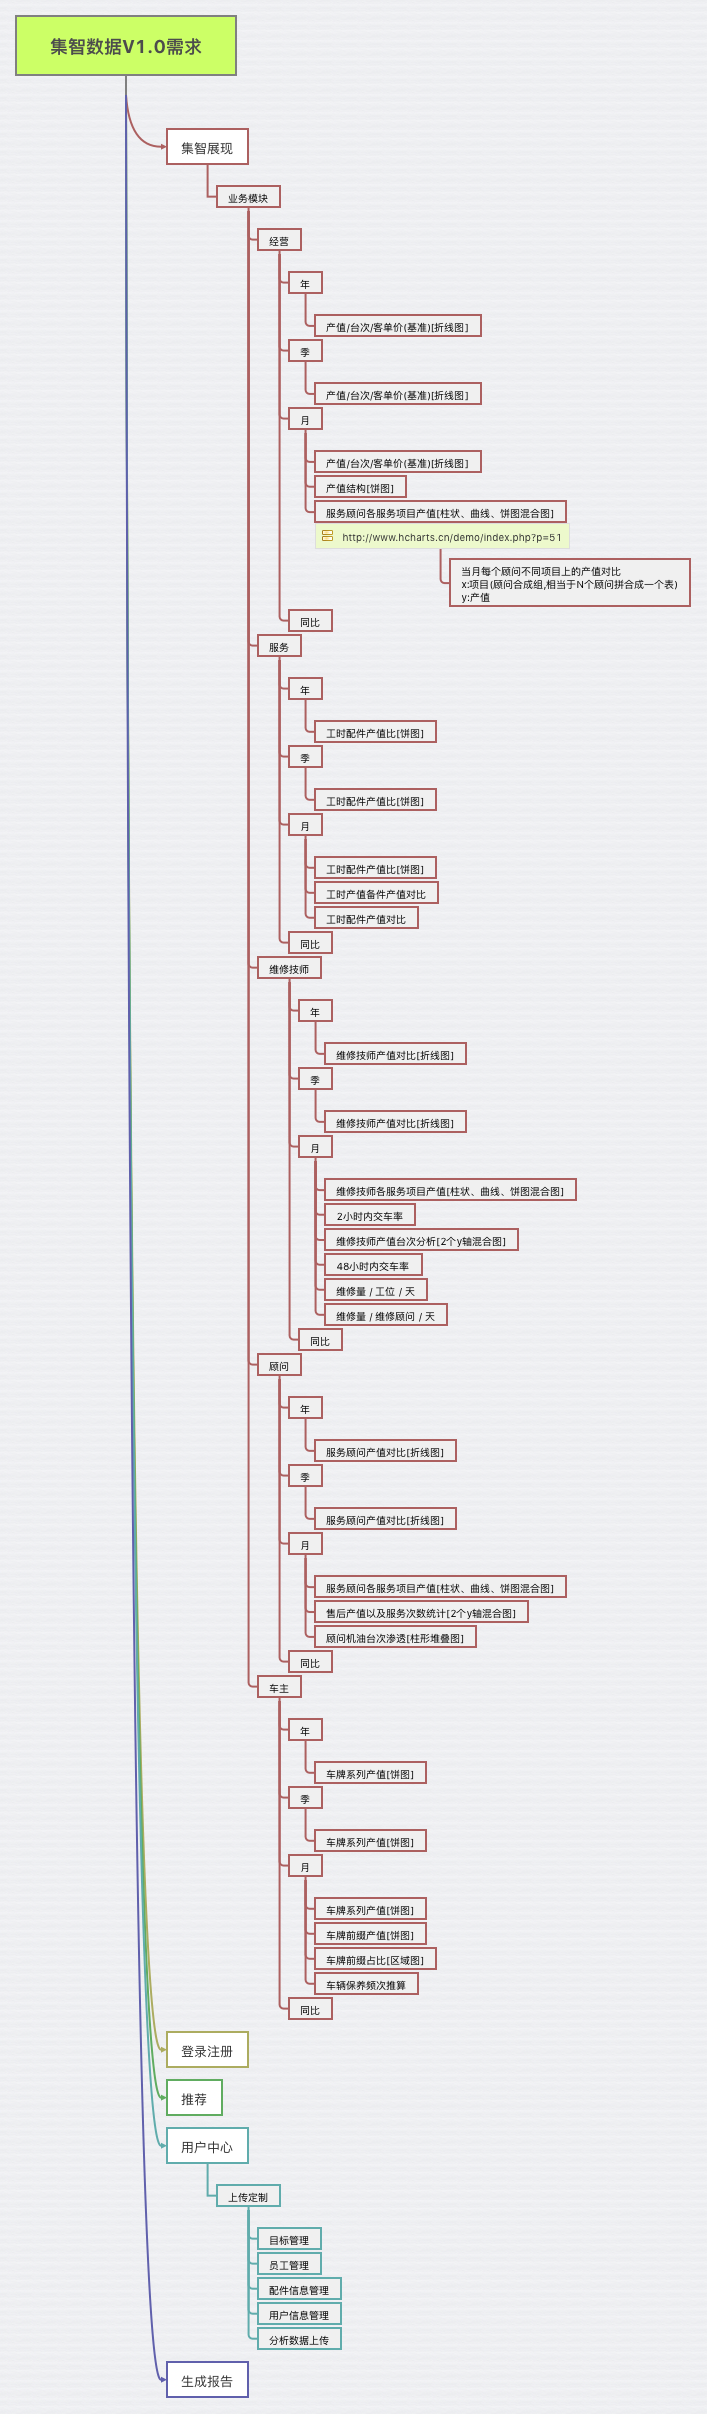 集智数据V1.0需求
集智展现
业务模块
经营
年
产值/台次/客单价(基准)[折线图]
季
产值/台次/客单价(基准)[折线图]
月
产值/台次/客单价(基准)[折线图]
产值结构[饼图]
服务顾问各服务项目产值[柱状、曲线、饼图混合图]
http://www.hcharts.cn/demo/index.php?p=51
当月每个顾问不同项目上的产值对比
x:项目(顾问合成组,相当于N个顾问拼合成一个表)
y:产值
同比
服务
年
工时配件产值比[饼图]
季
工时配件产值比[饼图]
月
工时配件产值比[饼图]
工时产值备件产值对比
工时配件产值对比
同比
维修技师
年
维修技师产值对比[折线图]
季
维修技师产值对比[折线图]
月
维修技师各服务项目产值[柱状、曲线、饼图混合图]
2小时内交车率
维修技师产值台次分析[2个y轴混合图]
48小时内交车率
维修量 / 工位 / 天
维修量 / 维修顾问 / 天
同比
顾问
年
服务顾问产值对比[折线图]
季
服务顾问产值对比[折线图]
月
服务顾问各服务项目产值[柱状、曲线、饼图混合图]
售后产值以及服务次数统计[2个y轴混合图]
顾问机油台次渗透[柱形堆叠图]
同比
车主
年
车牌系列产值[饼图]
季
车牌系列产值[饼图]
月
车牌系列产值[饼图]
车牌前缀产值[饼图]
车牌前缀占比[区域图]
车辆保养频次推算
同比
登录注册
推荐
用户中心
上传定制
目标管理
员工管理
配件信息管理
用户信息管理
分析数据上传
生成报告